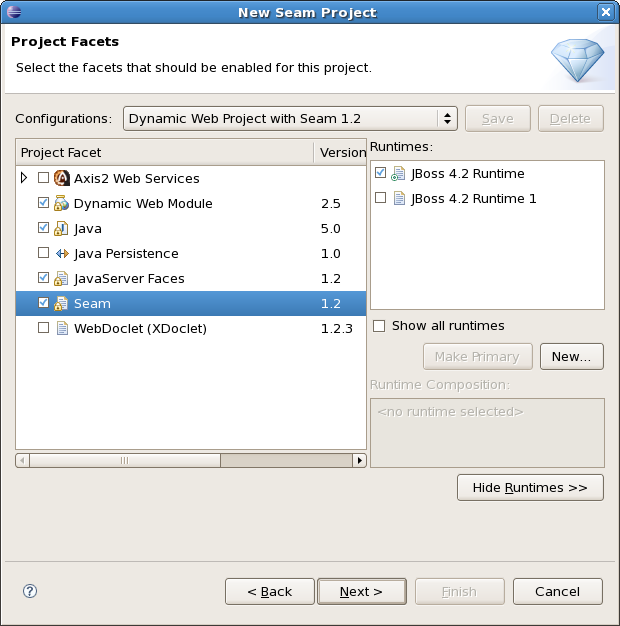 New Seam Project
Project Facets
Select the facets that should be enabled for this project.
Configurations: Dynamic Web Project with Seam 1.2 Save Delete
Project Facet Version
Runtimes:
Axis2 Web Services
Dynamic Web Module 2.5
Java 5.0
Java Persistence 1.0
JavaServer Faces 1.2
Seam 1.2
WebDoclet (XDoclet) 1.2.3
JBoss 4.2 Runtime
JBoss 4.2 Runtime 1
Show all runtimes
Make Primary New...
Runtime Composition:
<no runtime selected>
Hide Runtimes >>
? < Back Next > Finish Cancel